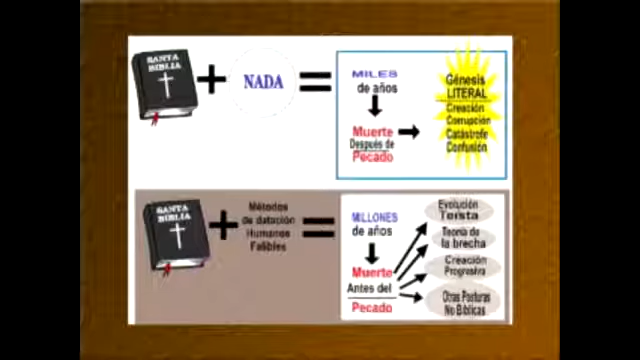 SANTA
BIBLIA
NADA
MILES
de años
Muerte
Después de
Pecado
Génesis
LITERAL
Creación
Corrupción
Catástrofe
Confusión
SANTA
BIBLIA
Métodos
de datación
Humanos
Falibles
MILLONES
de años
Muerte
Antes del
Pecado
Evolución
Teísta
Teoría de
la brecha
Creación
Progresiva
Otras Posturas
No Bíblicas